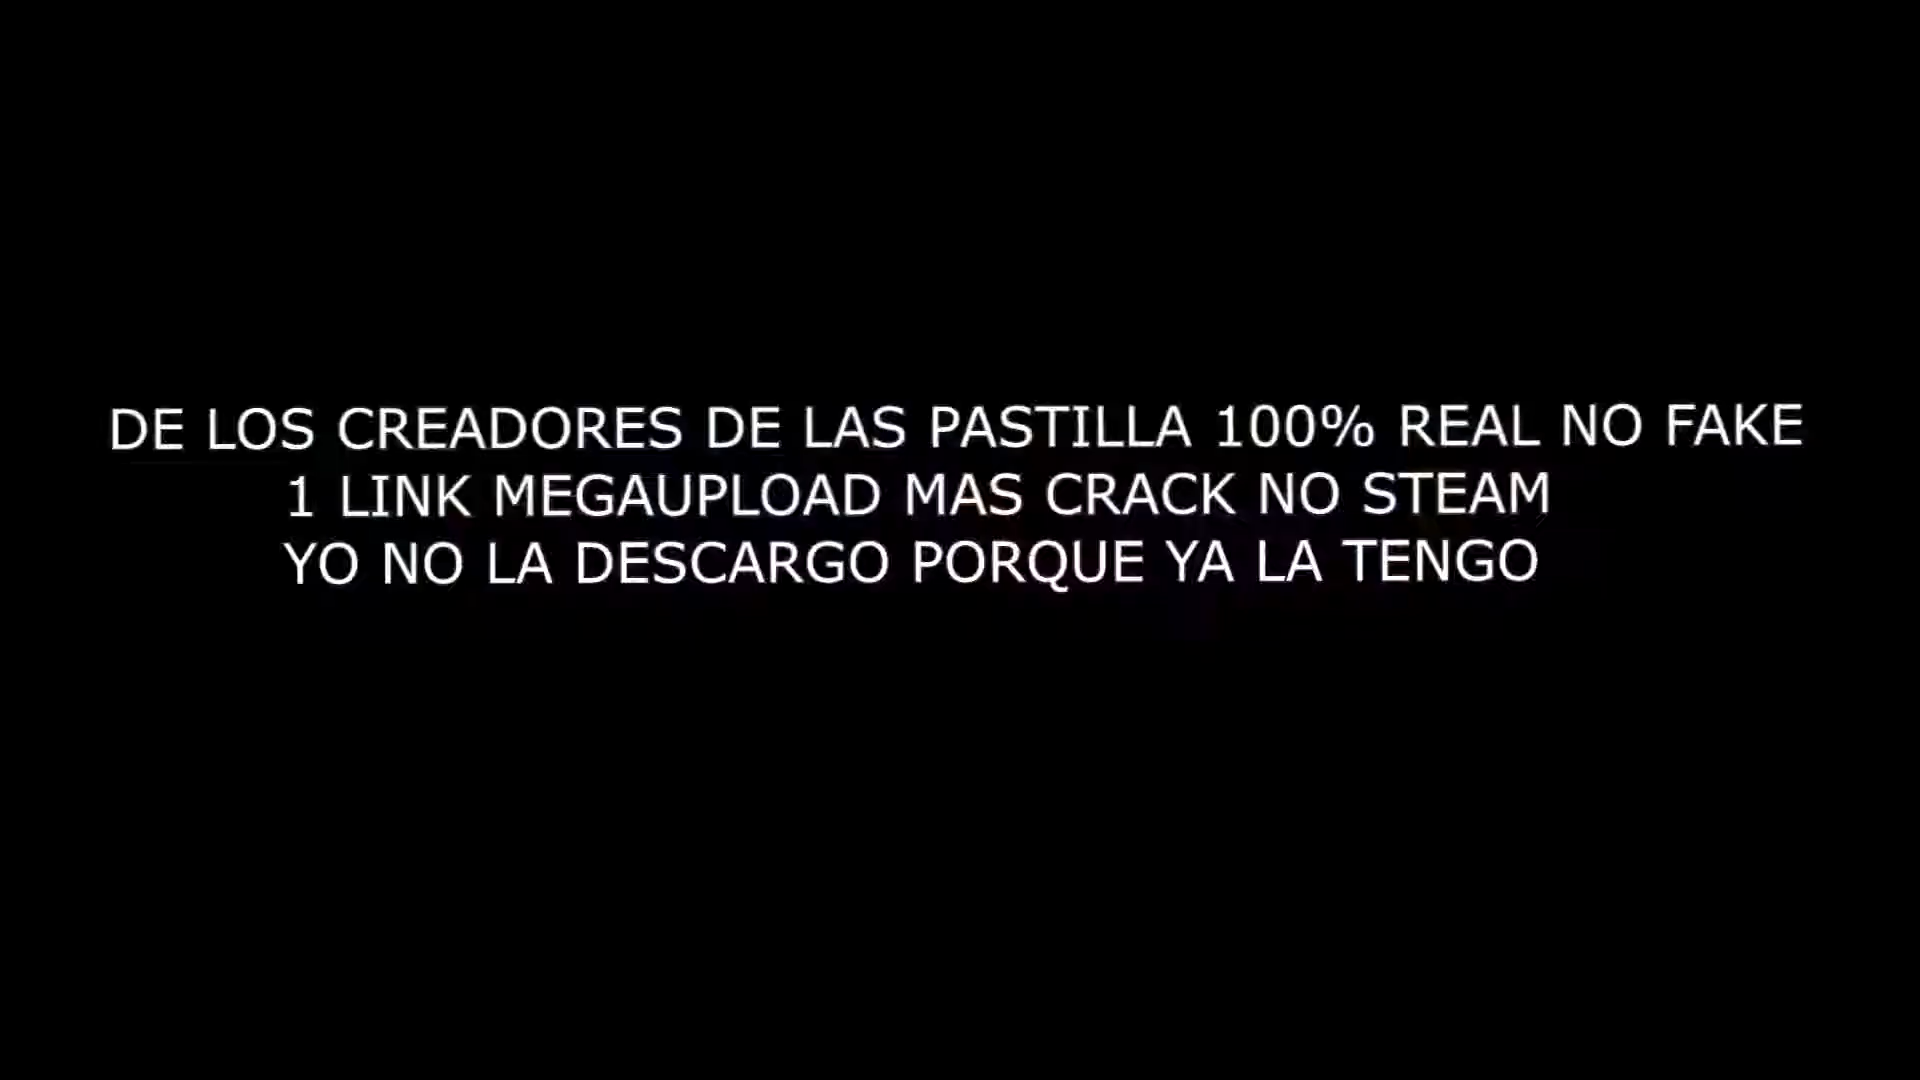 DE LOS CREADORES DE LAS PASTILLA 100% REAL NO FAKE
1 LINK MEGAUPLOAD MAS CRACK NO STEAM
YO NO LA DESCARGO PORQUE YA LA TENGO